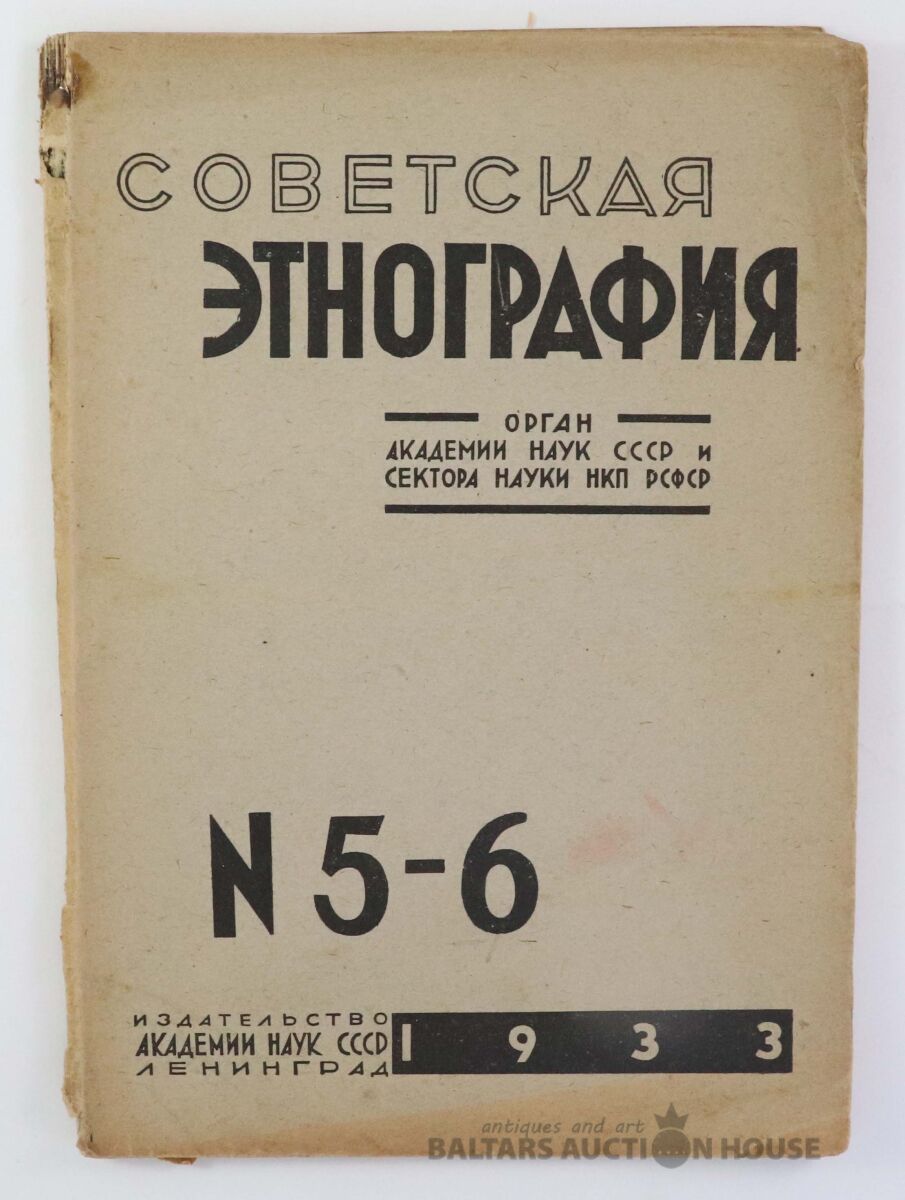 СОВЕТСКАЯ
ЭТНОГРАФИЯ
ОРГАН
АКАДЕМИИ НАУК СССР и
СЕКТОРА НАУКИ НКП РСФСР
N 5-6
ИЗДАТЕЛЬСТВО
АКАДЕМИИ НАУК СССР
ЛЕНИНГРАД
1933
antiques and art
BALTARS AUCTION HOUSE